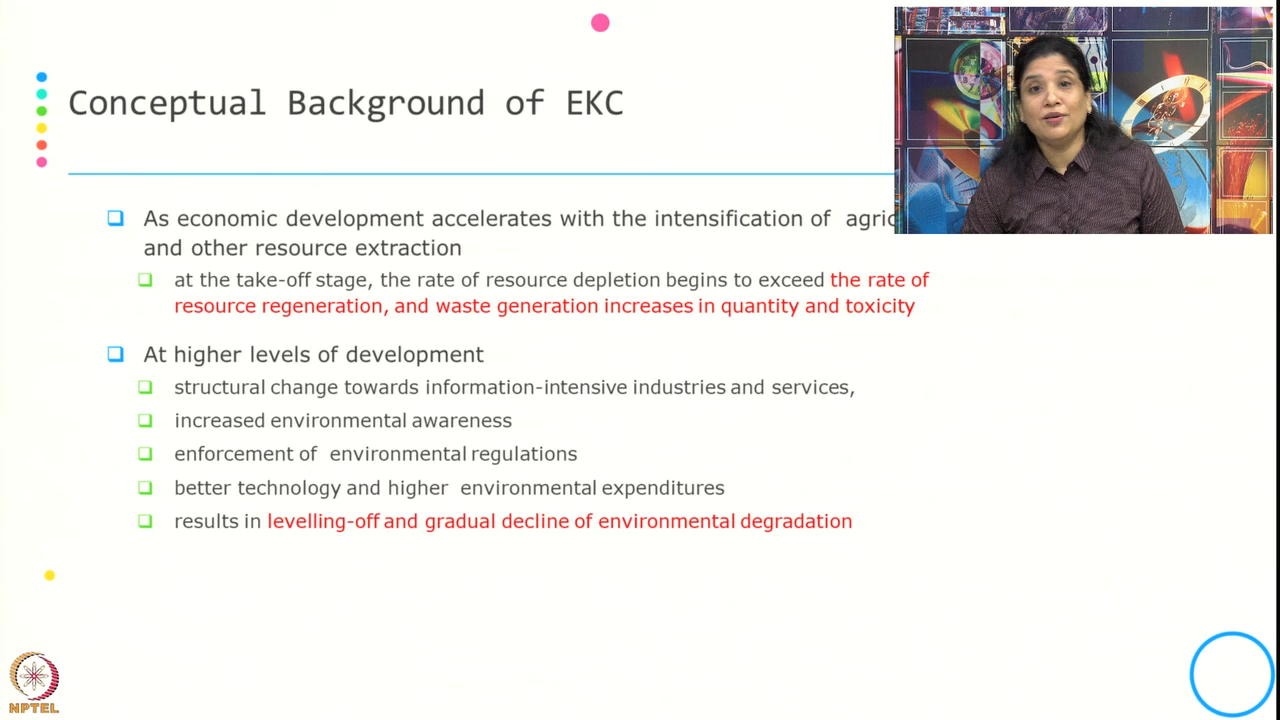 Conceptual Background of EKC
As economic development accelerates with the intensification of
and other resource extraction
at the take-off stage, the rate of resource depletion begins to exceed the rate of
resource regeneration, and waste generation increases in quantity and toxicity
At higher levels of development
structural change towards information-intensive industries and services,
increased environmental awareness
enforcement of environmental regulations
better technology and higher environmental expenditures
results in levelling-off and gradual decline of environmental degradation
NPTEL